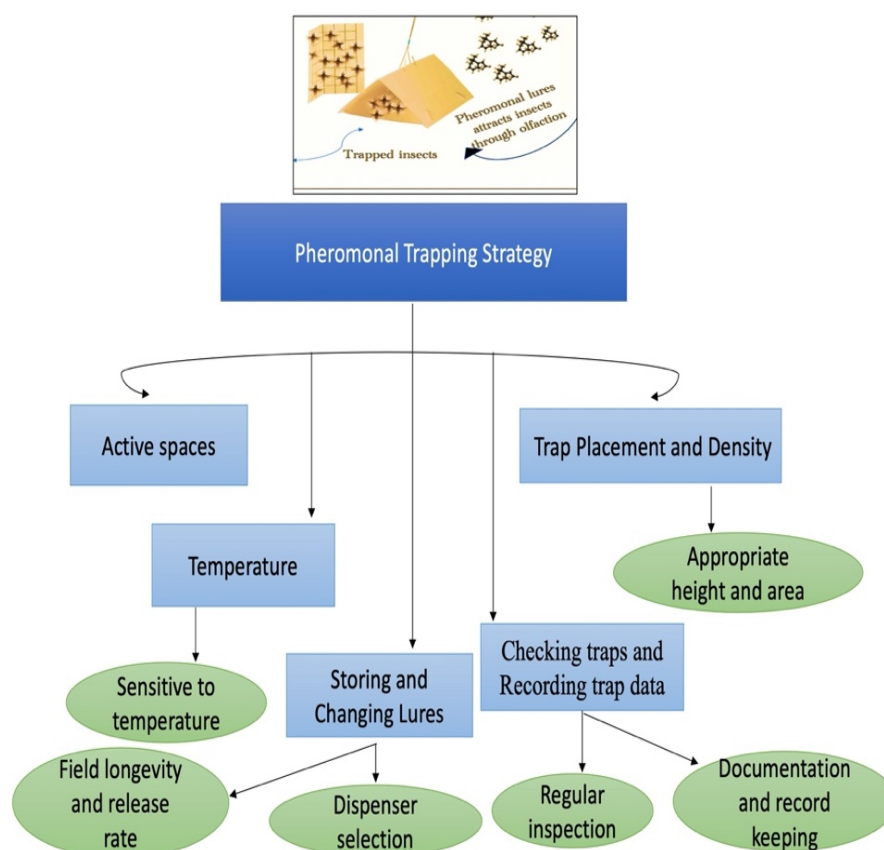 Pheromonal lures
attracts insects
through olfaction
Trapped insects
Pheromonal Trapping Strategy
Active spaces
Trap Placement and Density
Temperature
Appropriate
height and area
Sensitive to
temperature
Storing and
Changing Lures
Checking traps and
Recording trap data
Field longevity
and release
rate
Dispenser
selection
Regular
inspection
Documentation
and record
keeping